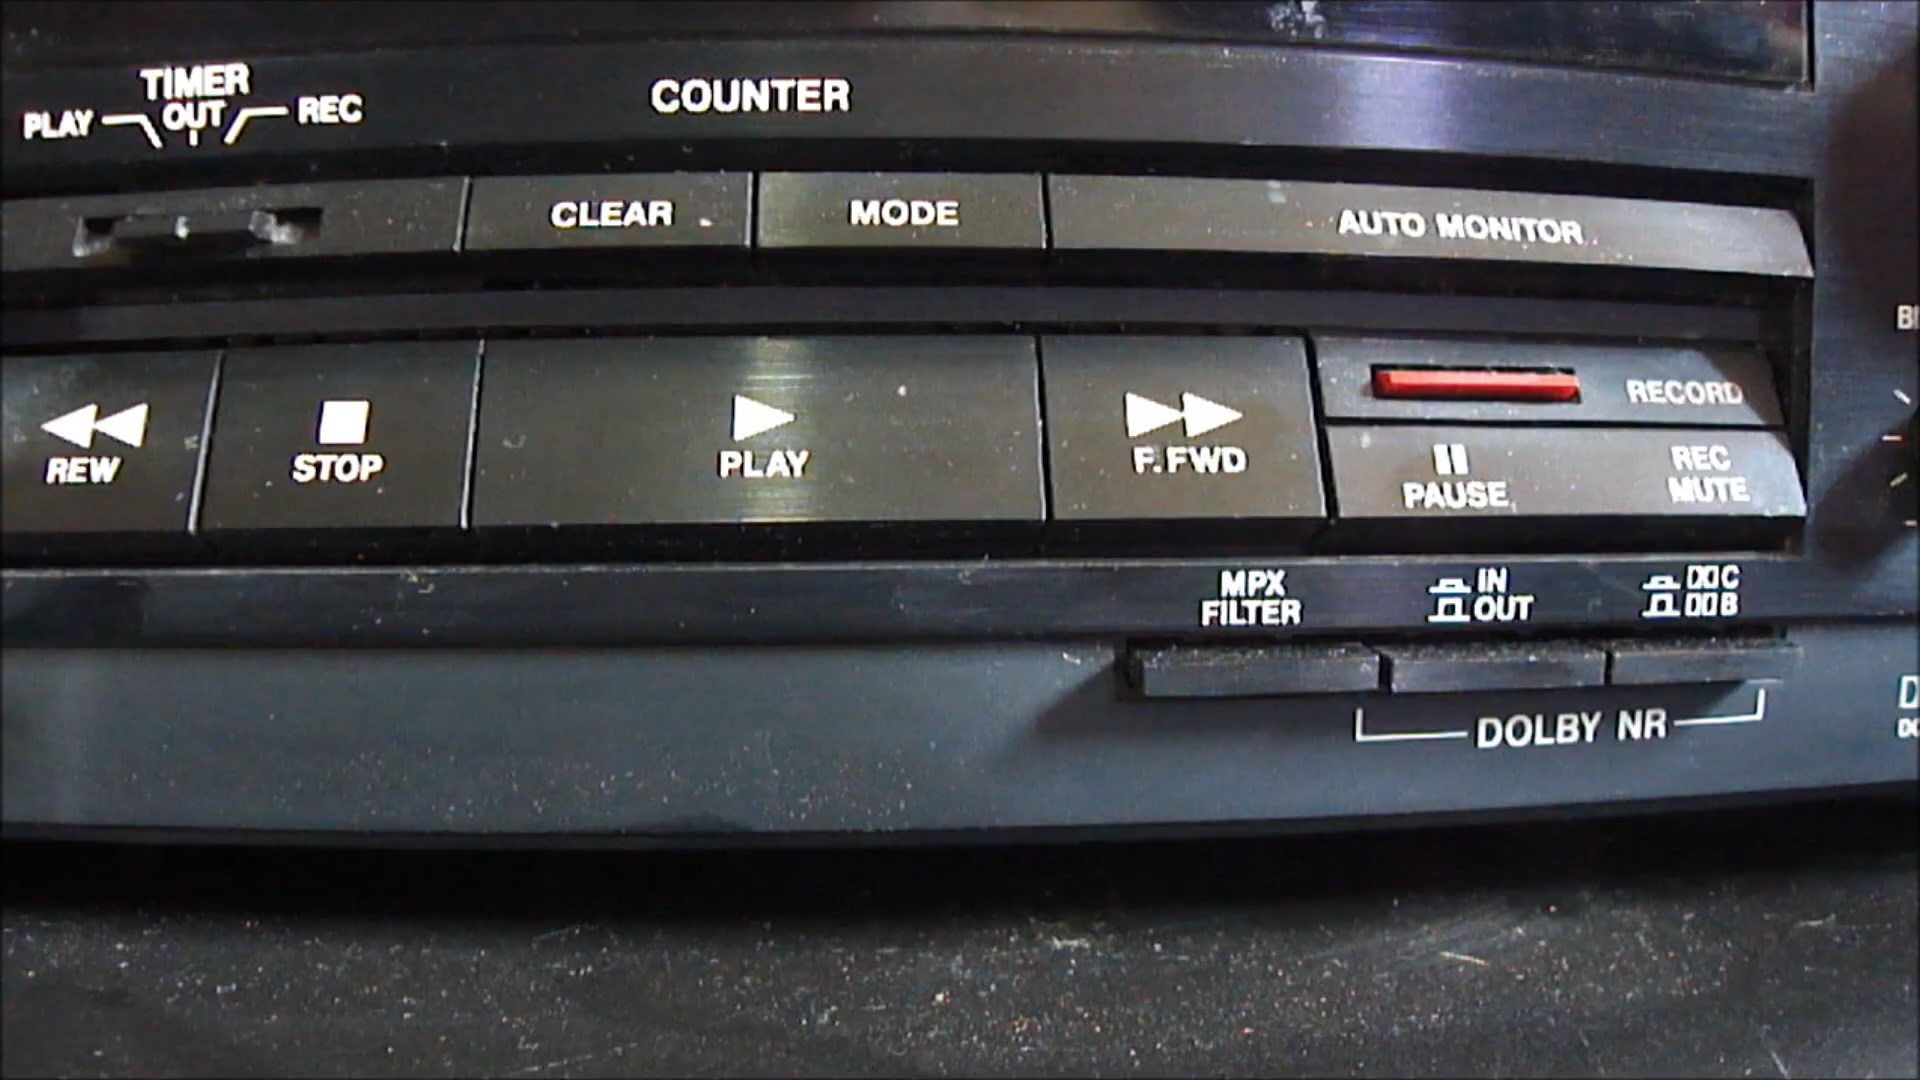 TIMER
PLAY OUT REC
COUNTER
CLEAR
MODE
AUTO MONITOR
REW
STOP
PLAY
F.FWD
RECORD
PAUSE
REC
MUTE
MPX
FILTER
IN
OUT
C
B
DOLBY NR